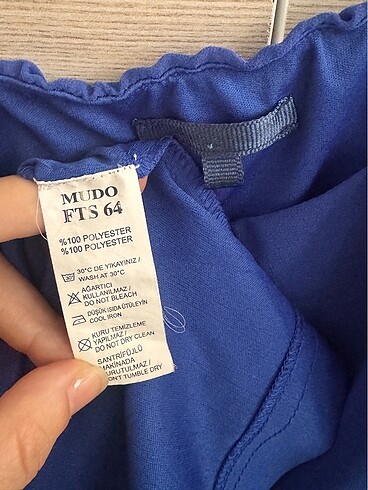 MUDO
FTS 64
%100 POLYESTER
%100 POLYESTER
30°C DE YIKAYINIZ /
WASH AT 30°C
AĞARTICI
KULLANILMAZ /
DO NOT BLEACH
DÜŞÜK ISIDA ÜTÜLEYİN
COOL IRON
KURU TEMİZLEME
YAPILMAZ /
DO NOT DRY CLEAN
SANTRİFÜJLÜ
MAKİNADA
KURUTULMAZ /
DON'T TUMBLE DRY